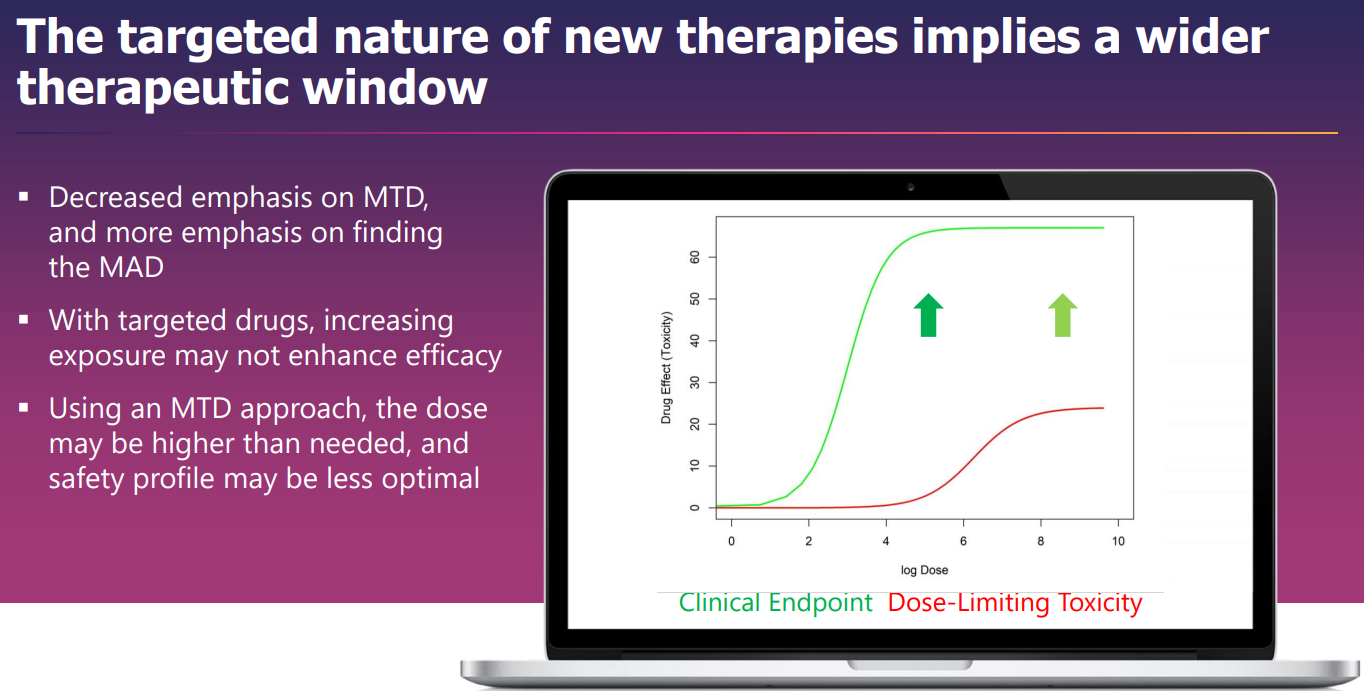 The targeted nature of new therapies implies a wider
therapeutic window
▪ Decreased emphasis on MTD,
and more emphasis on finding
the MAD
▪ With targeted drugs, increasing
exposure may not enhance efficacy
▪ Using an MTD approach, the dose
may be higher than needed, and
safety profile may be less optimal
Drug Effect (Toxicity)
60
50
40
30
20
10
0
0 2 4 6 8 10
log Dose
Clinical Endpoint Dose-Limiting Toxicity